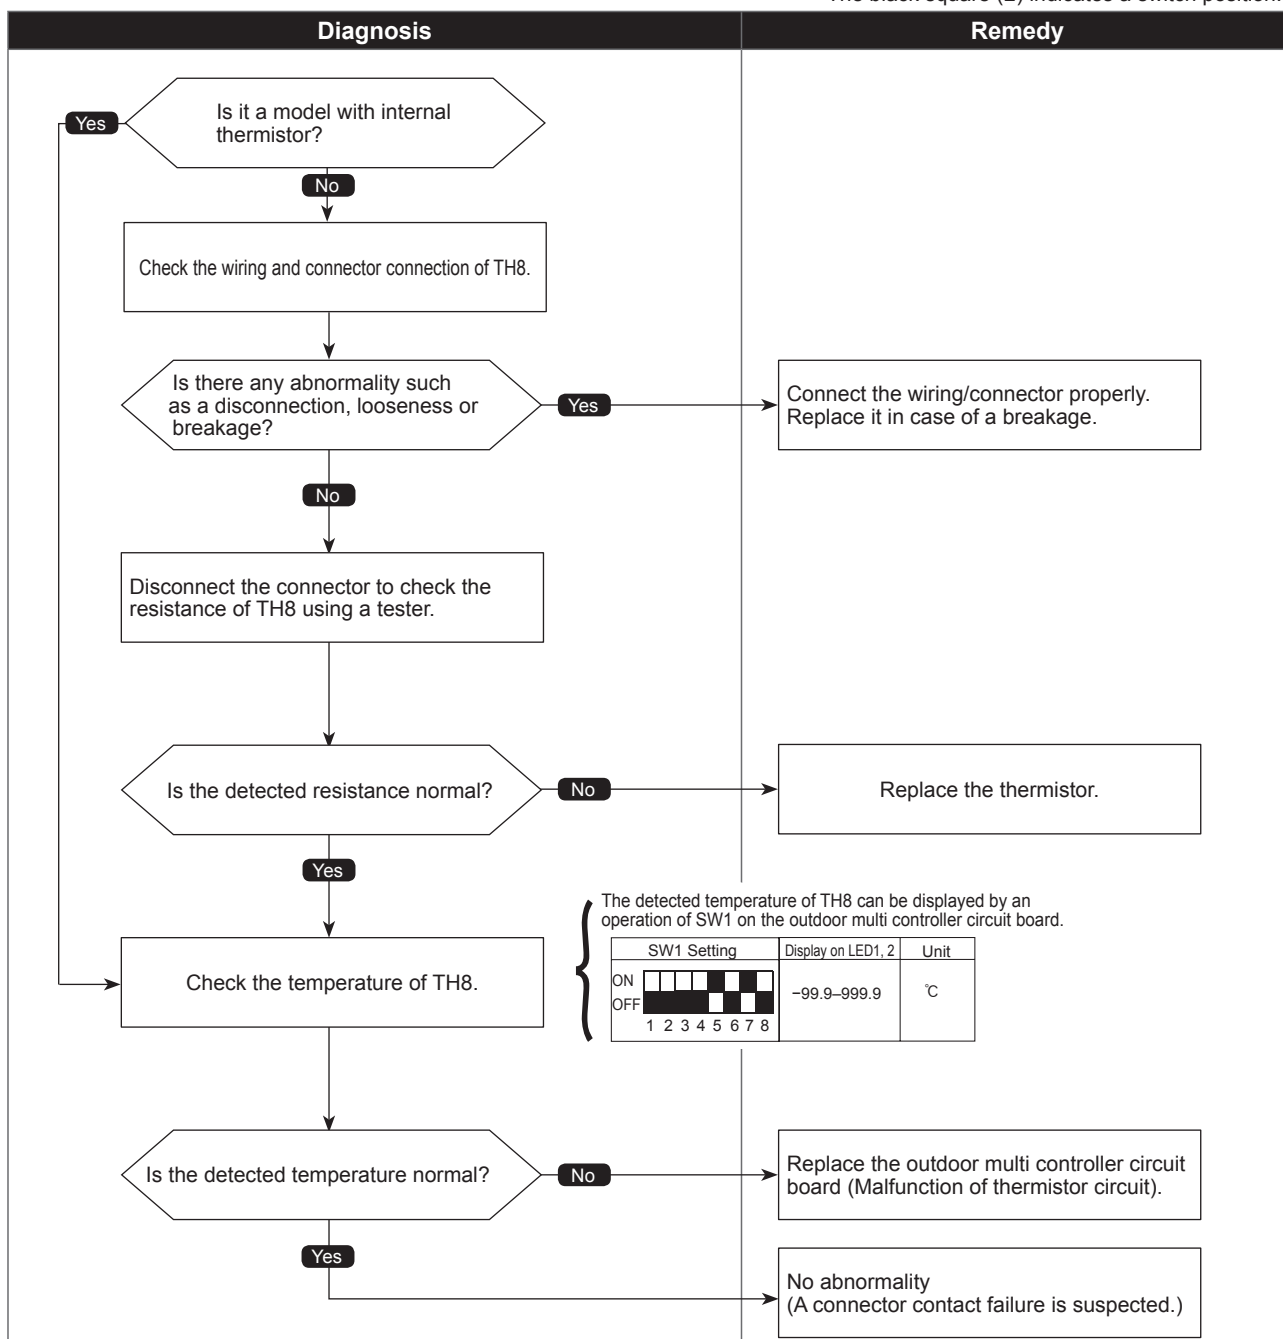 The black square (■) indicates a switch position.
Diagnosis
Remedy
Is it a model with internal
thermistor?
Yes
No
Check the wiring and connector connection of TH8.
Is there any abnormality such
as a disconnection, looseness or
breakage?
Yes
Connect the wiring/connector properly.
Replace it in case of a breakage.
No
Disconnect the connector to check the
resistance of TH8 using a tester.
Is the detected resistance normal?
No
Replace the thermistor.
Yes
The detected temperature of TH8 can be displayed by an
operation of SW1 on the outdoor multi controller circuit board.
SW1 Setting
Display on LED1, 2
Unit
ON
OFF
1 2 3 4 5 6 7 8
−99.9–999.9
℃
Check the temperature of TH8.
Is the detected temperature normal?
No
Replace the outdoor multi controller circuit
board (Malfunction of thermistor circuit).
Yes
No abnormality
(A connector contact failure is suspected.)